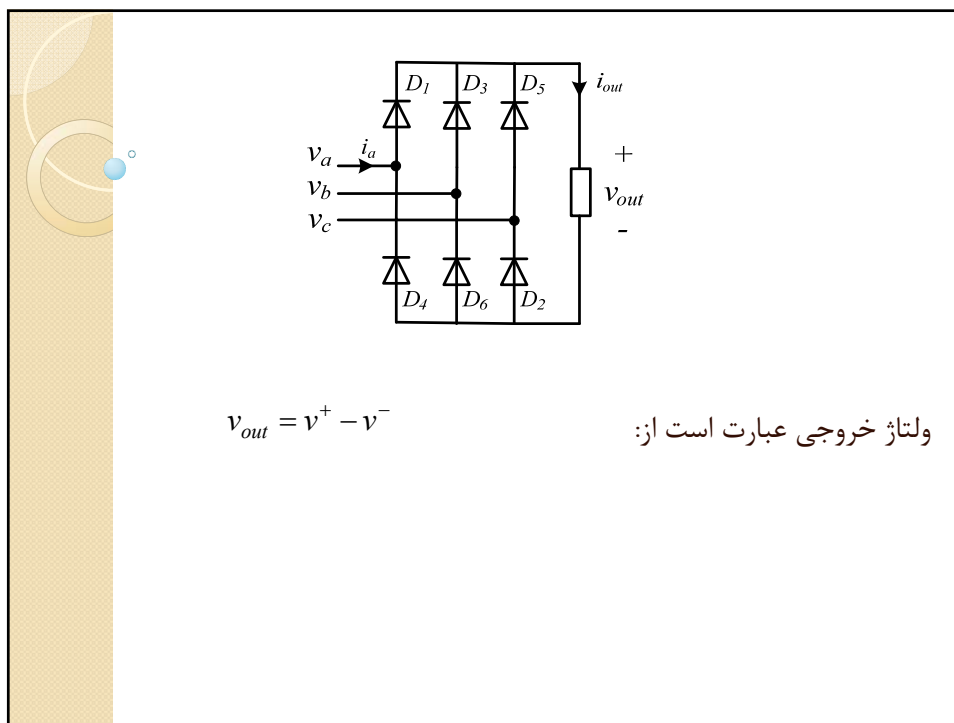 D₁ D₃ D₅ i_out
v_a i_a
v_b
v_c
+
v_out
-
D₄ D₆ D₂
ولتاژ خروجی عبارت است از:
v_out = v⁺ − v⁻